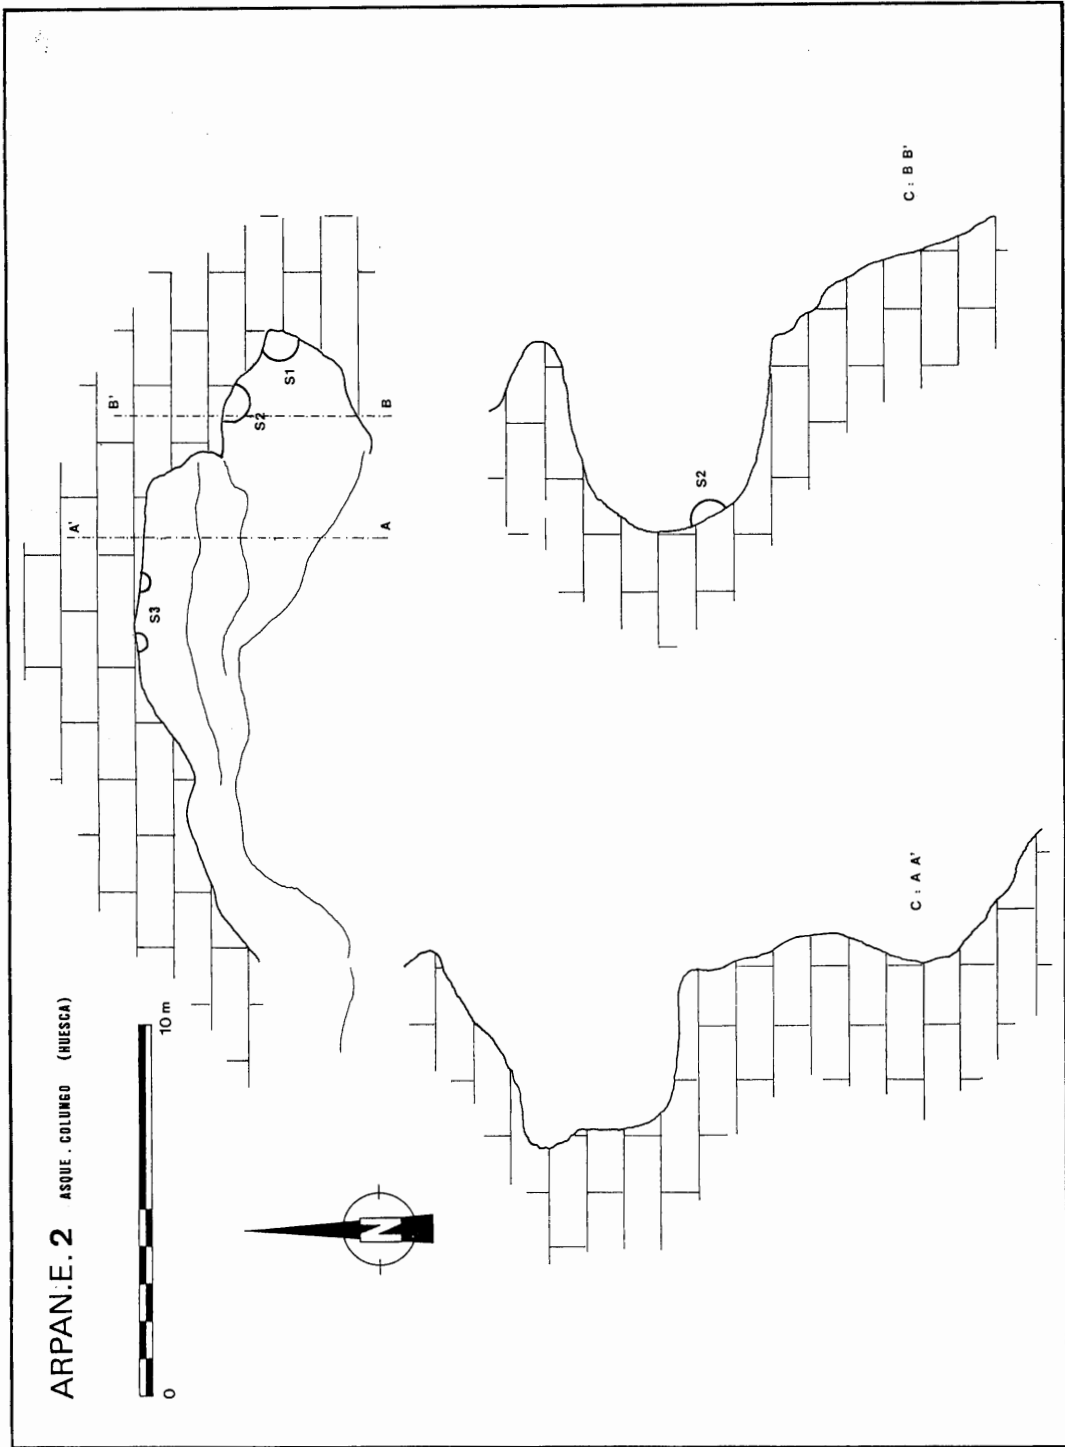 ARPAN.E.2 ASQUE . COLUNGO (HUESCA)
0 10 m
N
A' B'
S3 S2 S1
A B
S2
C : A A'
C : B B'